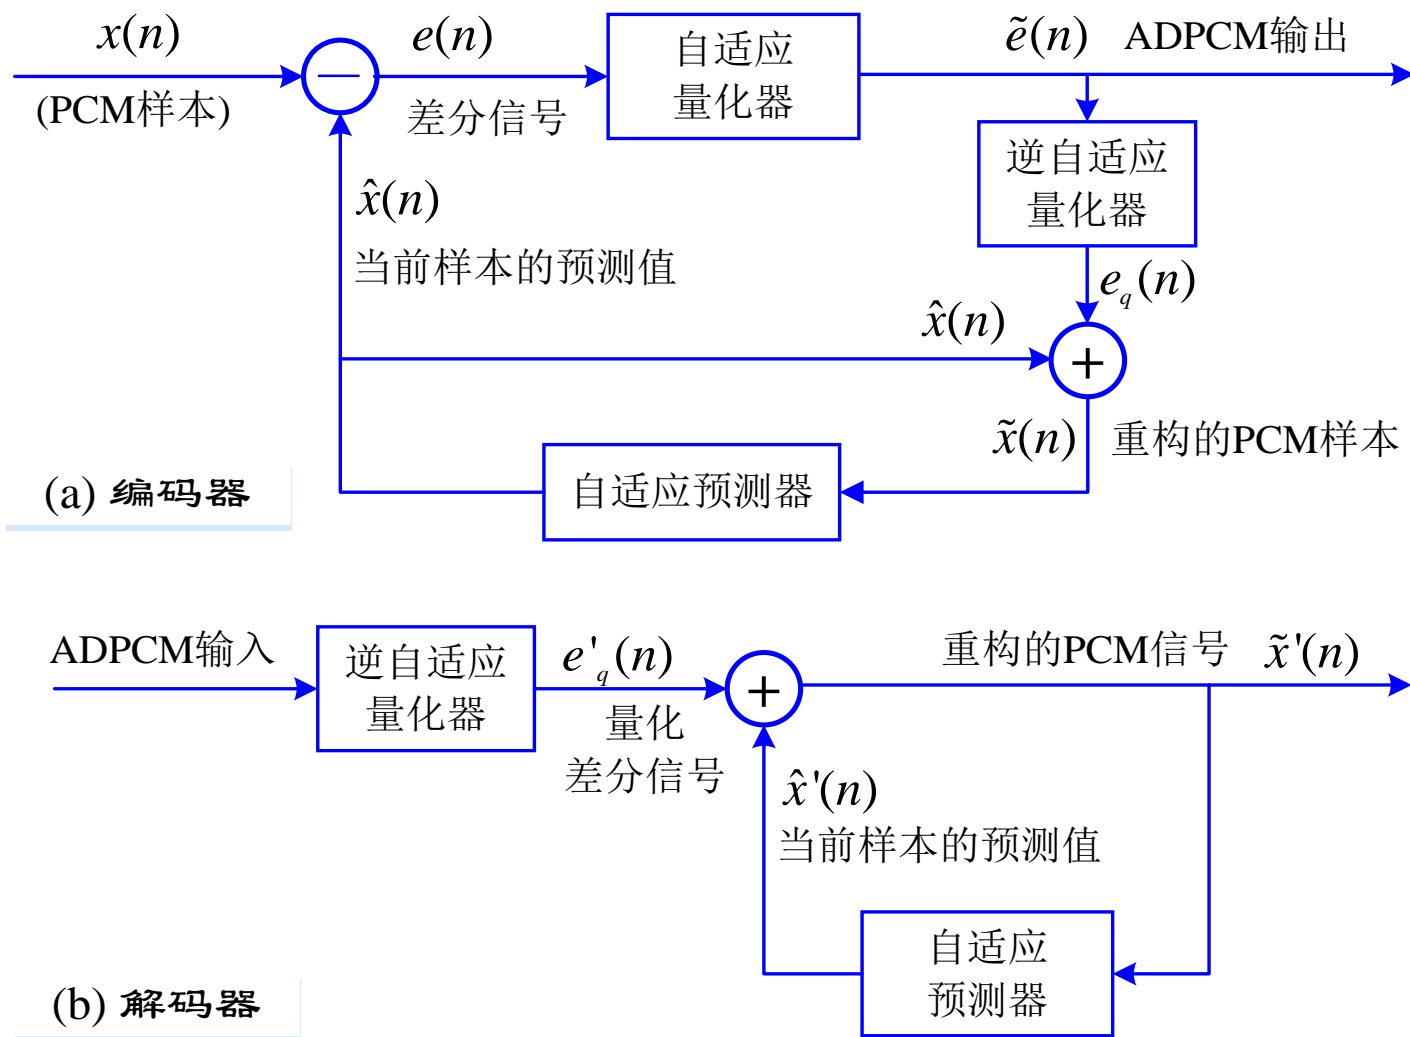 x(n)
e(n)
自适应
量化器
ẽ(n)
ADPCM输出
−
(PCM样本)
差分信号
逆自适应
量化器
x̂(n)
当前样本的预测值
e_q(n)
x̂(n)
+
x̃(n)
重构的PCM样本
自适应预测器
(a) 编码器
ADPCM输入
逆自适应
量化器
e'_q(n)
量化
差分信号
+
重构的PCM信号
x̃'(n)
x̂'(n)
当前样本的预测值
自适应
预测器
(b) 解码器